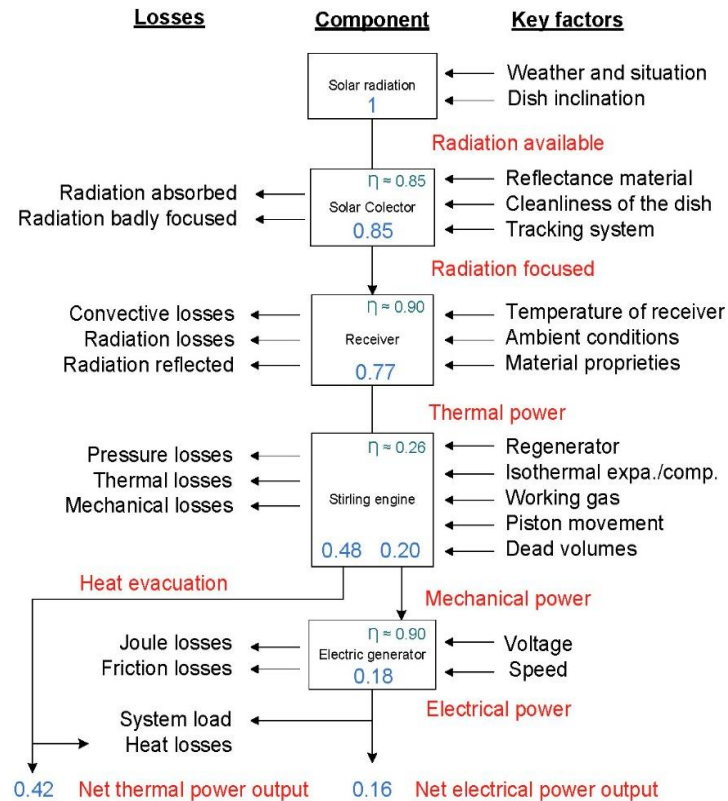 Losses Component Key factors
Solar radiation
1
Weather and situation
Dish inclination
Radiation available
Radiation absorbed
Radiation badly focused
η ≈ 0.85
Solar Colector
0.85
Reflectance material
Cleanliness of the dish
Tracking system
Radiation focused
Convective losses
Radiation losses
Radiation reflected
η ≈ 0.90
Receiver
0.77
Temperature of receiver
Ambient conditions
Material proprieties
Thermal power
Pressure losses
Thermal losses
Mechanical losses
η ≈ 0.26
Stirling engine
0.48 0.20
Regenerator
Isothermal expa./comp.
Working gas
Piston movement
Dead volumes
Heat evacuation
Mechanical power
Joule losses
Friction losses
η ≈ 0.90
Electric generator
0.18
Voltage
Speed
Electrical power
System load
Heat losses
0.42 Net thermal power output
0.16 Net electrical power output